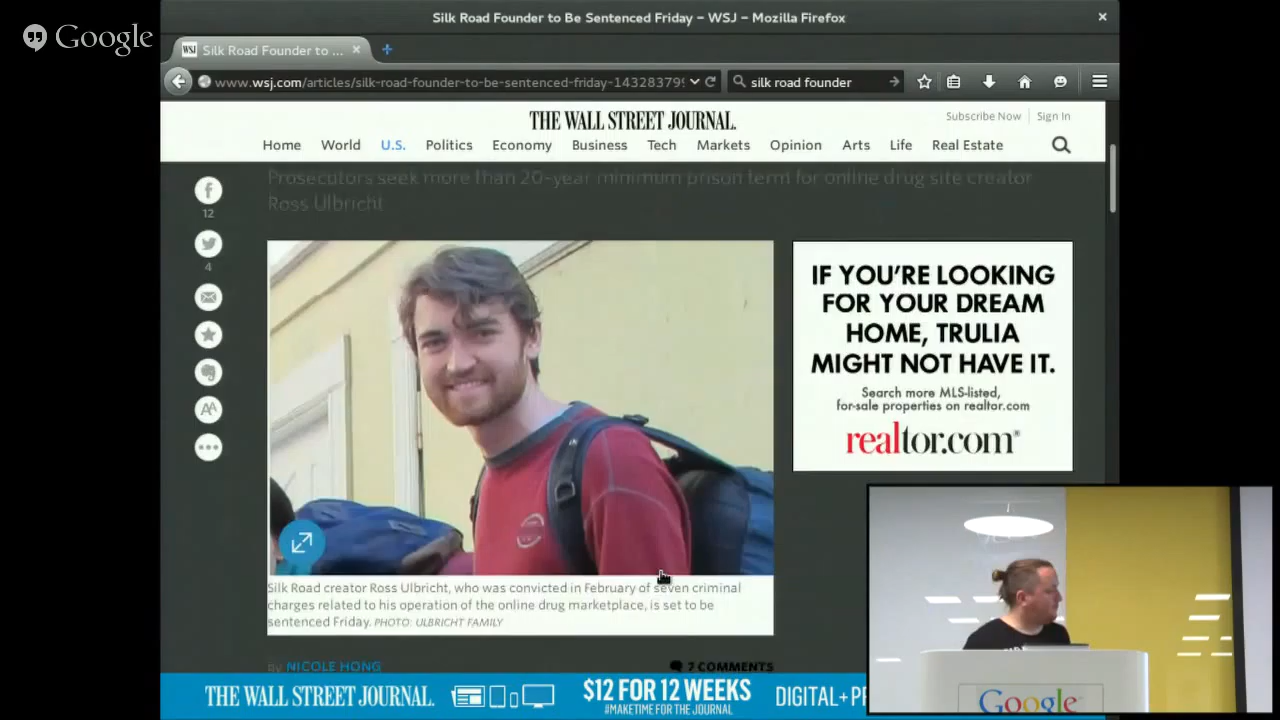 Silk Road Founder to Be Sentenced Friday – WSJ – Mozilla Firefox
Google
WSJ Silk Road Founder to ...
www.wsj.com/articles/silk-road-founder-to-be-sentenced-friday-143283799
silk road founder
THE WALL STREET JOURNAL.
Subscribe Now | Sign In
Home World U.S. Politics Economy Business Tech Markets Opinion Arts Life Real Estate
Prosecutors seek more than 20-year minimum prison term for online drug site creator
Ross Ulbricht
12
4
IF YOU'RE LOOKING
FOR YOUR DREAM
HOME, TRULIA
MIGHT NOT HAVE IT.
Search more MLS-listed,
for-sale properties on realtor.com
realtor.com®
Silk Road creator Ross Ulbricht, who was convicted in February of seven criminal
charges related to his operation of the online drug marketplace, is set to be
sentenced Friday. PHOTO: ULBRICHT FAMILY
By NICOLE HONG
7 COMMENTS
THE WALL STREET JOURNAL.
$12 FOR 12 WEEKS
#MAKETIME FOR THE JOURNAL
DIGITAL+PR
Google